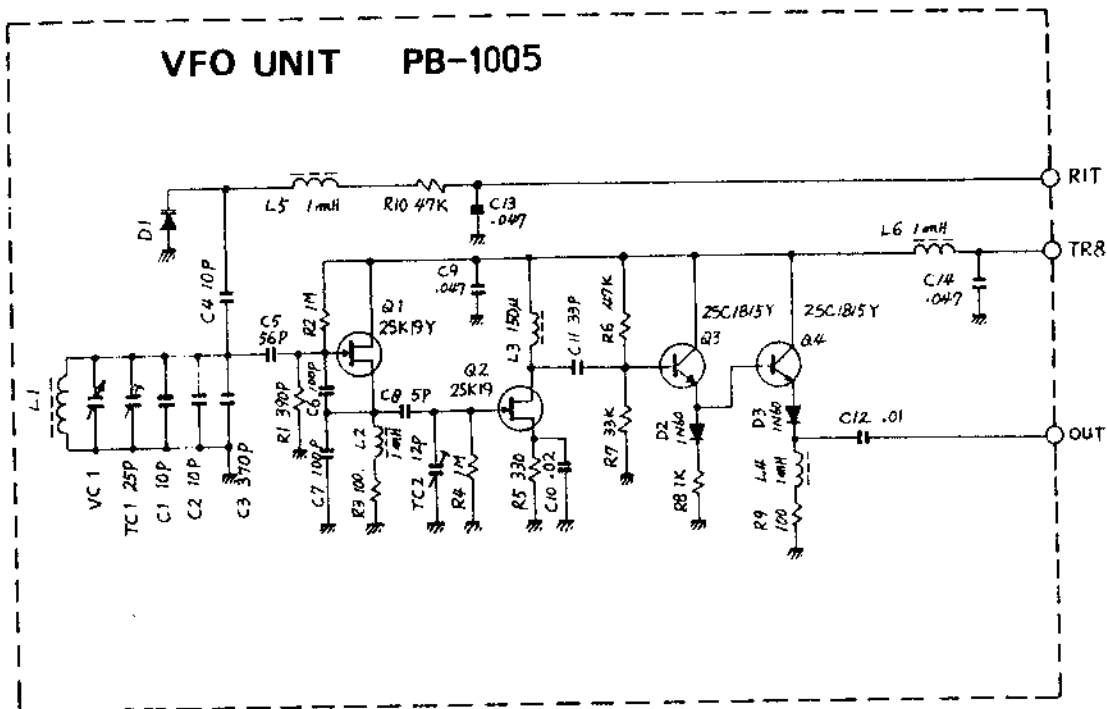 VFO UNIT PB-1005
RIT
L5 1mH
R10 47K
C13
.047
D1
L6 1mH
TR8
C14
.047
C4 10P
C9
.047
R2 1M
Q1
2SK19Y
L3 150μ
C11 33P
R6 47K
2SC1815Y
2SC1815Y
Q3
Q4
C5
56P
Q2
2SK19
C6 100P
C8 5P
L1
R1 390P
L2
1mH
D2
1N60
D3
1N60
C12 .01
OUT
VC1
TC1 25P
C1 10P
C2 10P
C3 370P
C7 100P
R3 100
TC2 12P
R4 1M
R5 330
C10 .02
R7 33K
R8 1K
L4
1mH
R9
100